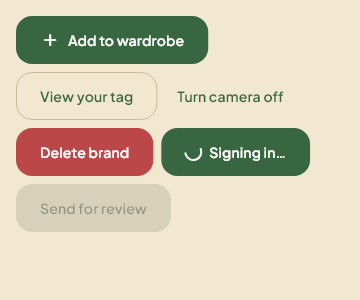 Add to wardrobe
View your tag Turn camera off
Delete brand Signing in...
Send for review